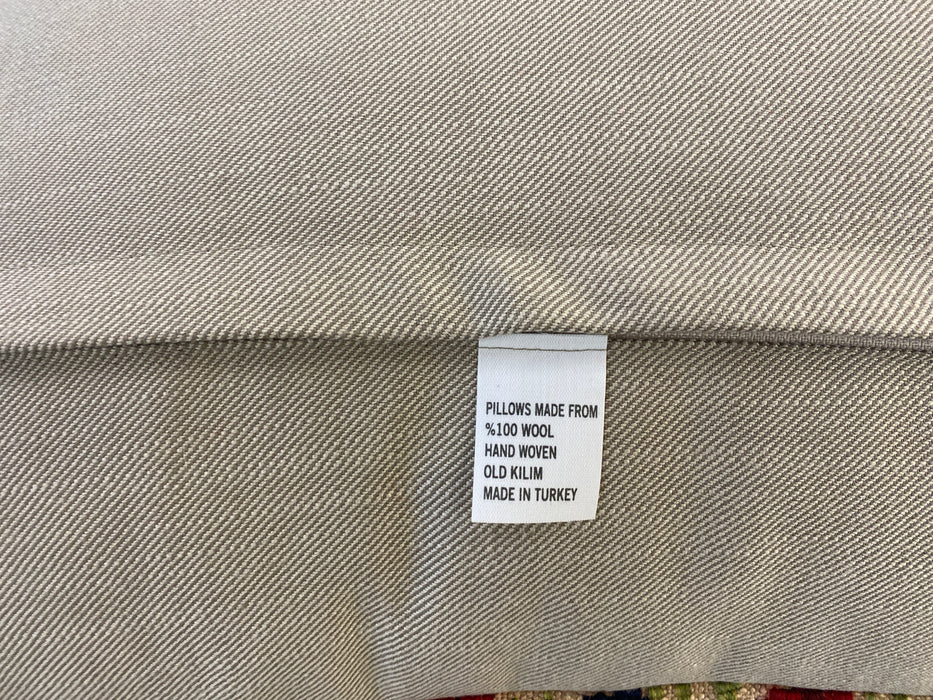 PILLOWS MADE FROM
%100 WOOL
HAND WOVEN
OLD KILIM
MADE IN TURKEY